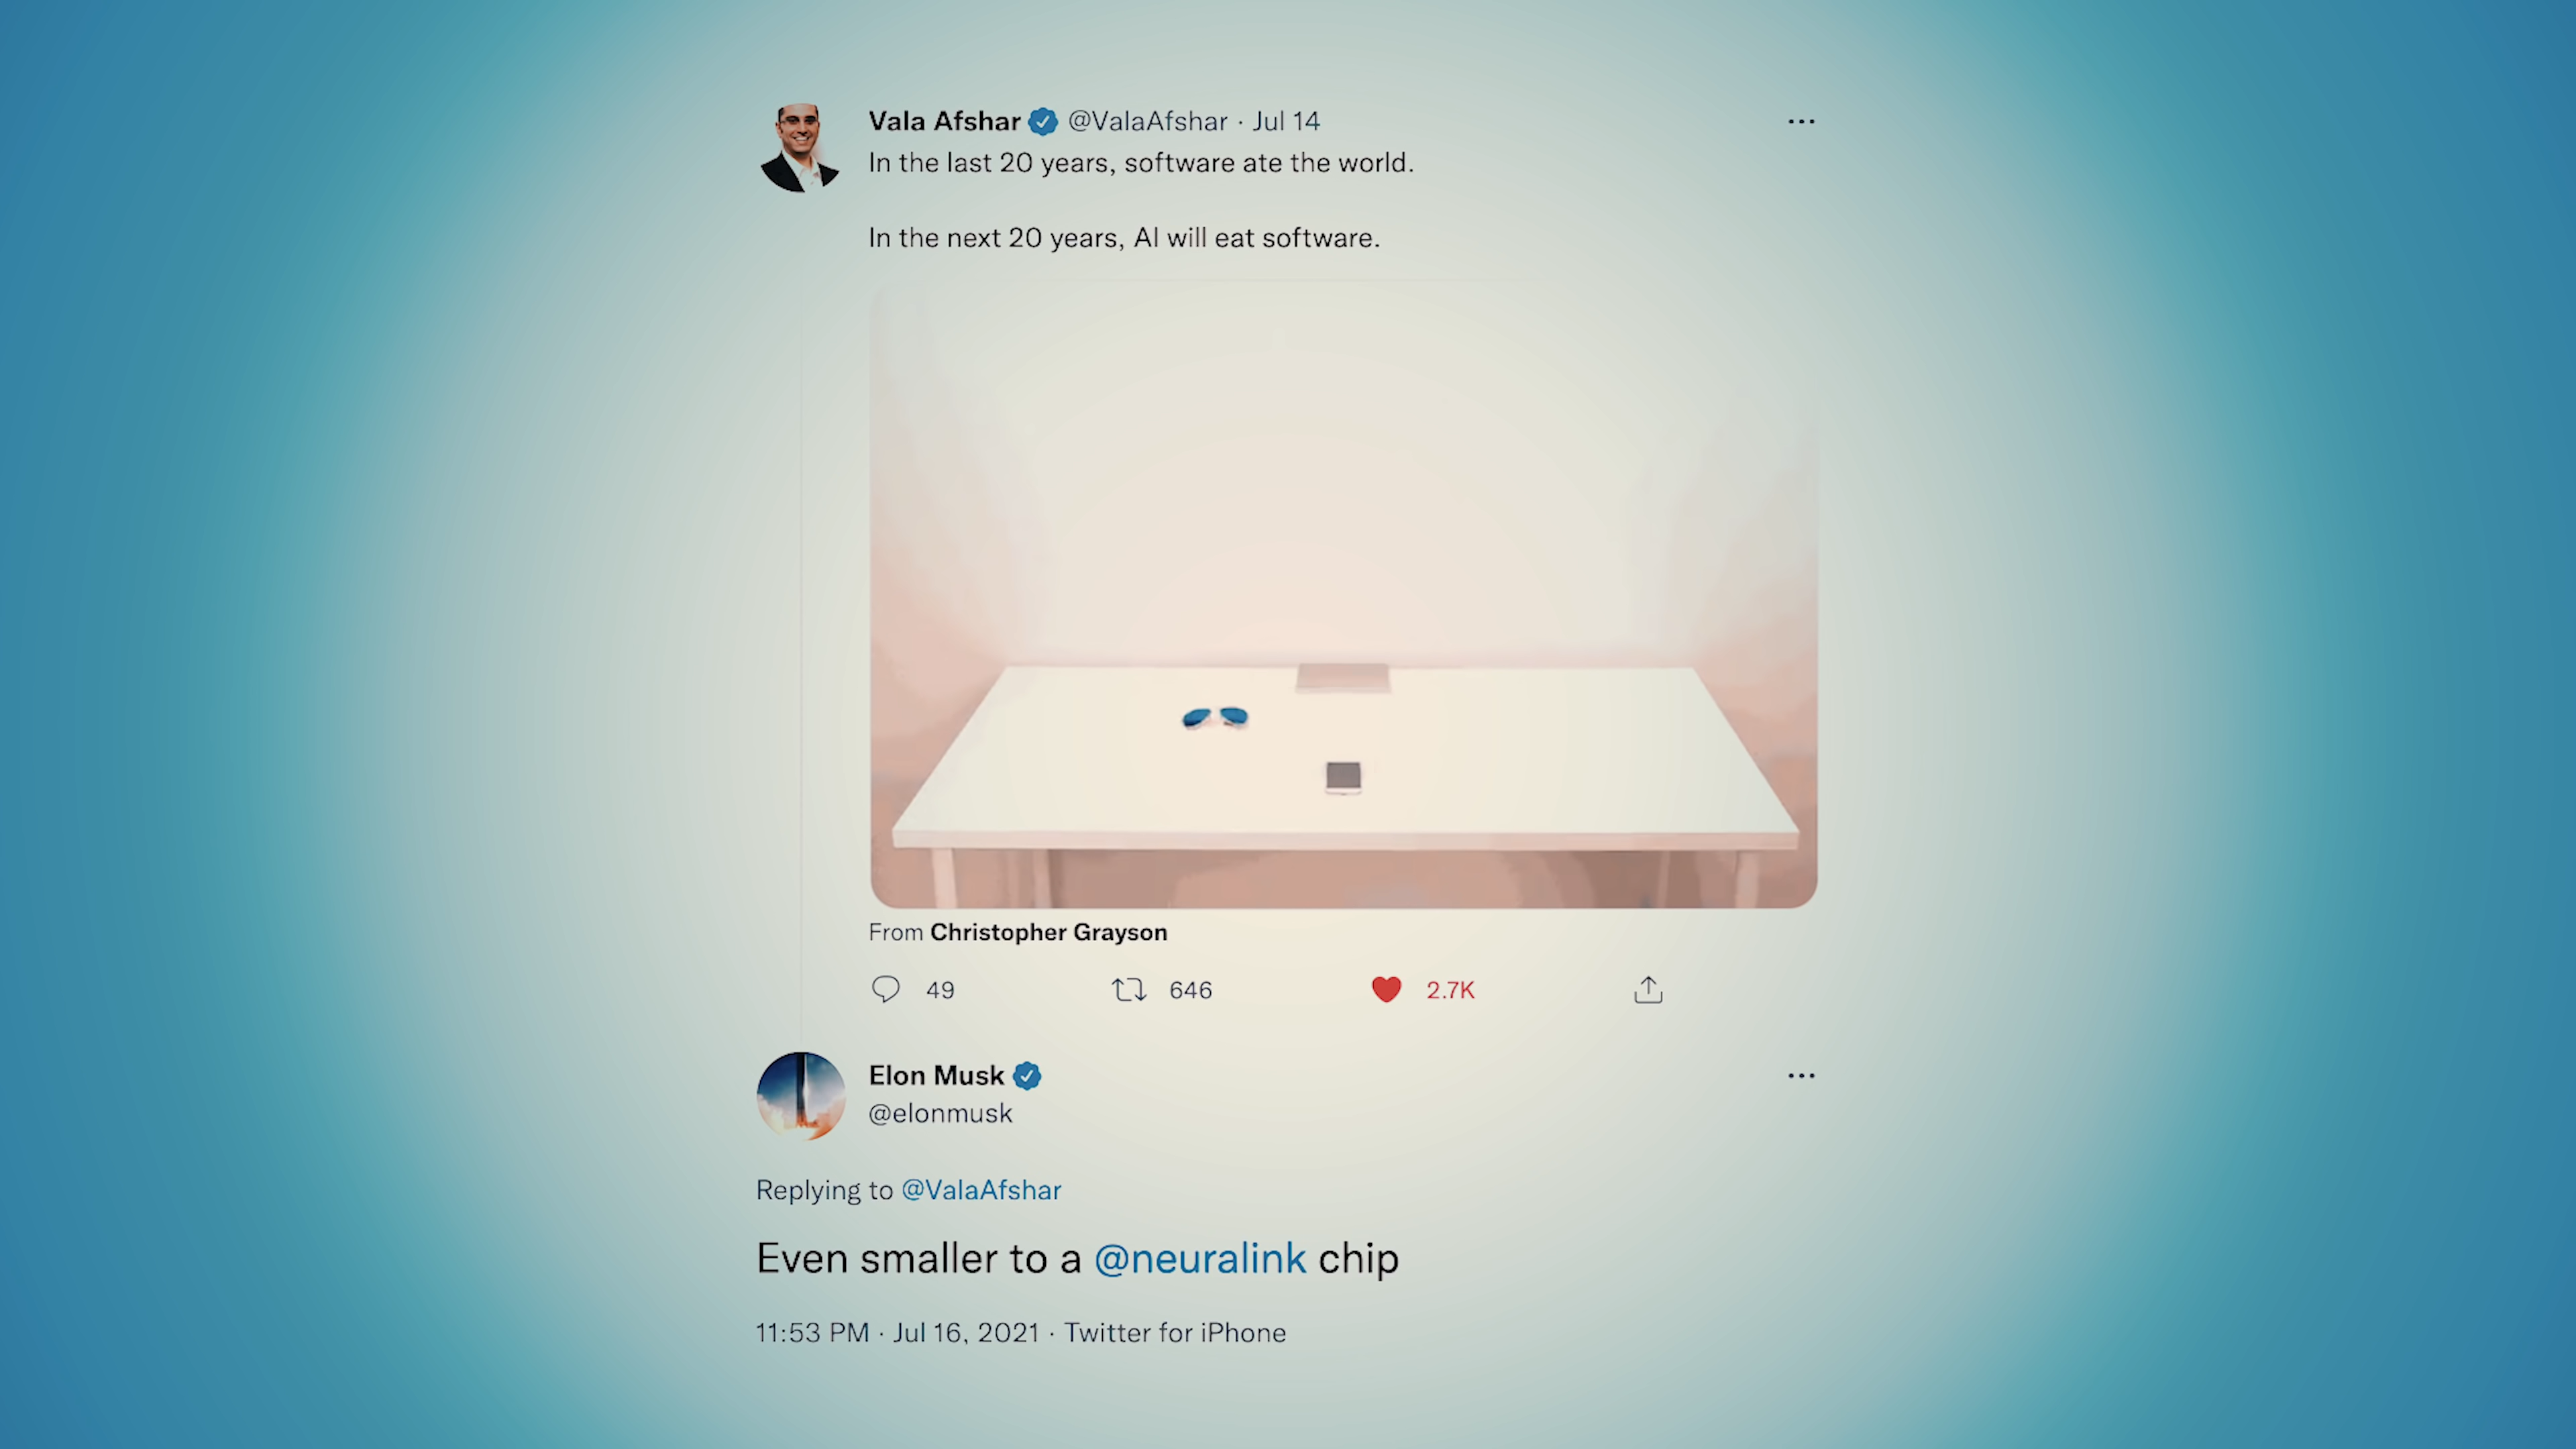 Vala Afshar @ValaAfshar · Jul 14
In the last 20 years, software ate the world.
In the next 20 years, AI will eat software.
From Christopher Grayson
49 646 2.7K
Elon Musk
@elonmusk
Replying to @ValaAfshar
Even smaller to a @neuralink chip
11:53 PM · Jul 16, 2021 · Twitter for iPhone